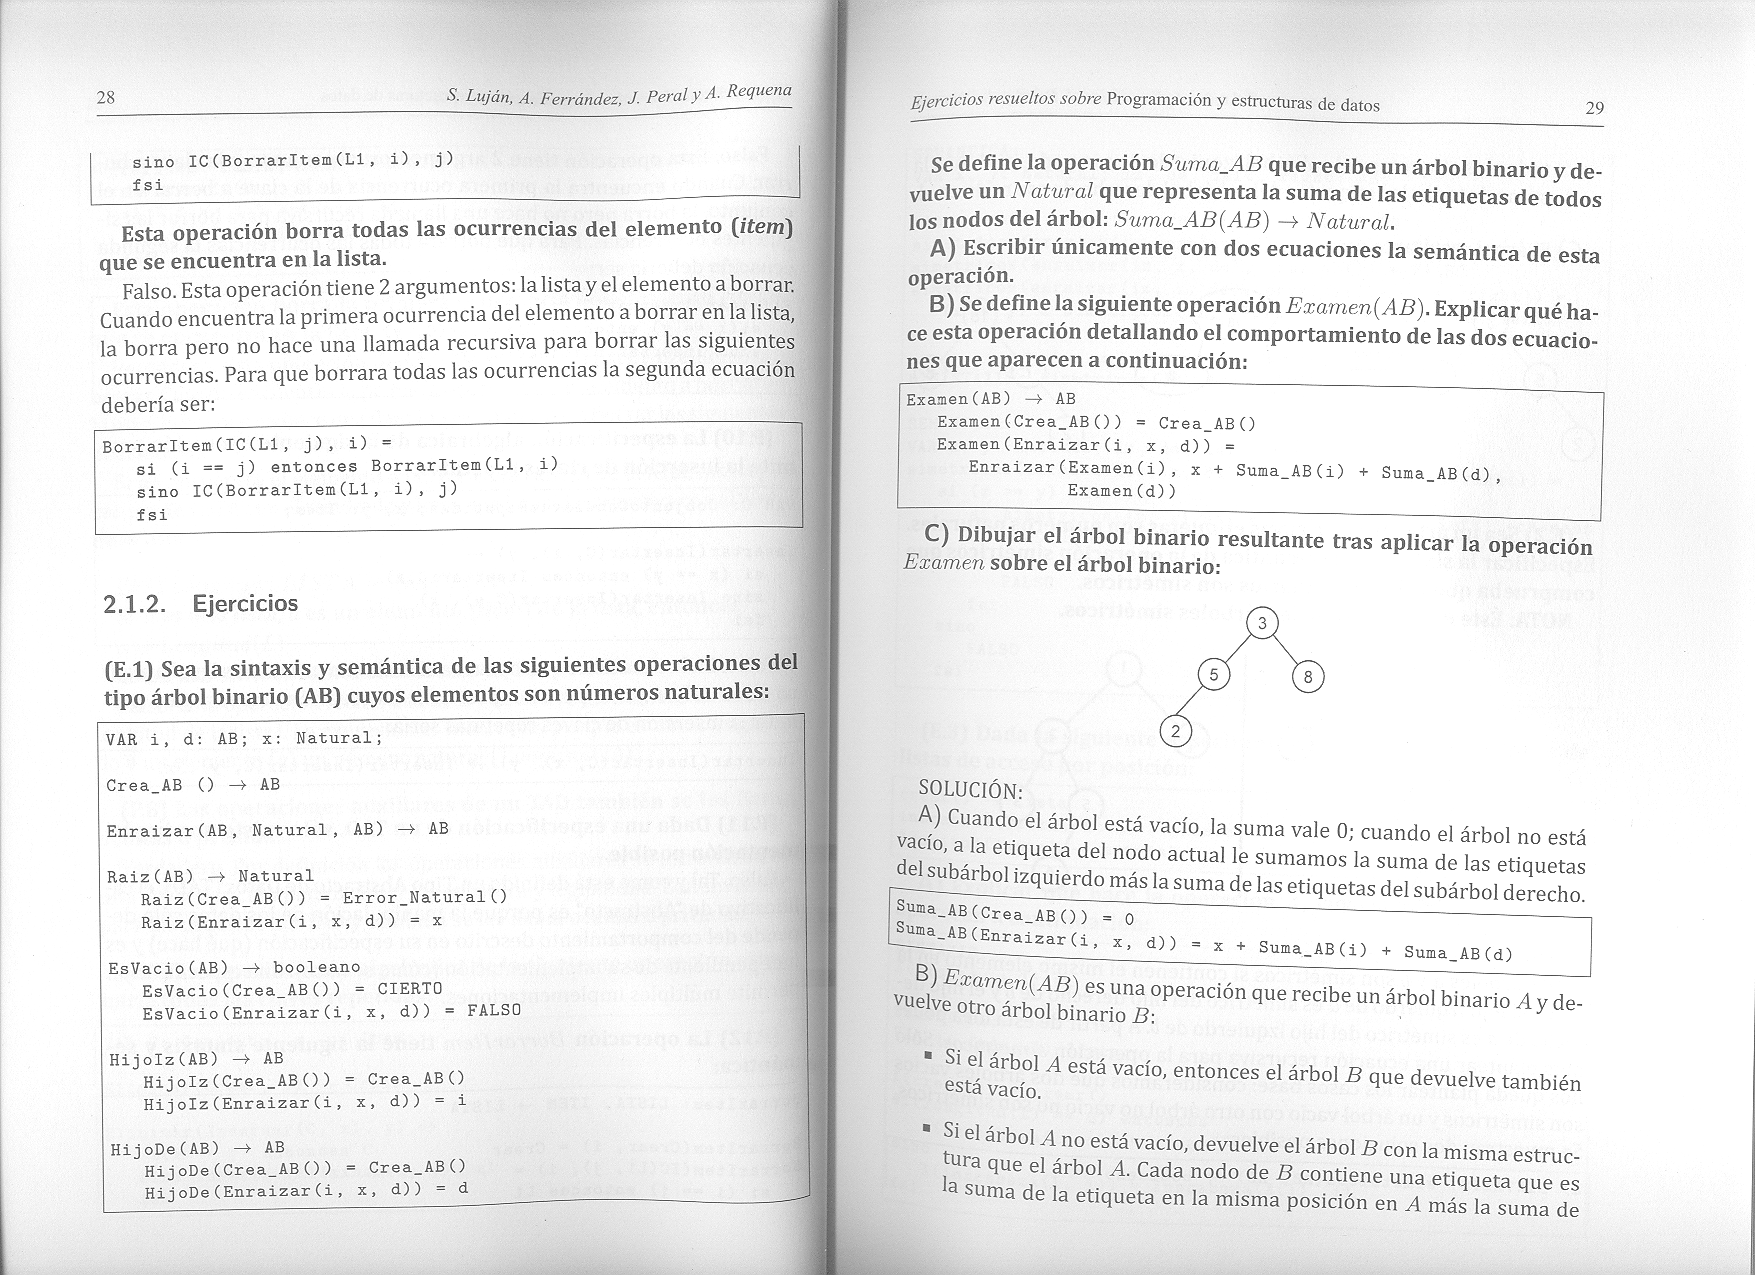 28
S. Luján, A. Ferrández, J. Peral y A. Requena
sino IC(BorrarItem(L1, i), j)
fsi
Esta operación borra todas las ocurrencias del elemento (item)
que se encuentra en la lista.
Falso. Esta operación tiene 2 argumentos: la lista y el elemento a borrar.
Cuando encuentra la primera ocurrencia del elemento a borrar en la lista,
la borra pero no hace una llamada recursiva para borrar las siguientes
ocurrencias. Para que borrara todas las ocurrencias la segunda ecuación
debería ser:
BorrarItem(IC(L1, j), i) =
si (i == j) entonces BorrarItem(L1, i)
sino IC(BorrarItem(L1, i), j)
fsi
2.1.2. Ejercicios
(E.1) Sea la sintaxis y semántica de las siguientes operaciones del
tipo árbol binario (AB) cuyos elementos son números naturales:
VAR i, d: AB; x: Natural;
Crea_AB () → AB
Enraizar(AB, Natural, AB) → AB
Raiz(AB) → Natural
Raiz(Crea_AB()) = Error_Natural()
Raiz(Enraizar(i, x, d)) = x
EsVacio(AB) → booleano
EsVacio(Crea_AB()) = CIERTO
EsVacio(Enraizar(i, x, d)) = FALSO
HijoIz(AB) → AB
HijoIz(Crea_AB()) = Crea_AB()
HijoIz(Enraizar(i, x, d)) = i
HijoDe(AB) → AB
HijoDe(Crea_AB()) = Crea_AB()
HijoDe(Enraizar(i, x, d)) = d
Ejercicios resueltos sobre Programación y estructuras de datos
29
Se define la operación Suma_AB que recibe un árbol binario y de-
vuelve un Natural que representa la suma de las etiquetas de todos
los nodos del árbol: Suma_AB(AB) → Natural.
A) Escribir únicamente con dos ecuaciones la semántica de esta
operación.
B) Se define la siguiente operación Examen(AB). Explicar qué ha-
ce esta operación detallando el comportamiento de las dos ecuacio-
nes que aparecen a continuación:
Examen(AB) → AB
Examen(Crea_AB()) = Crea_AB()
Examen(Enraizar(i, x, d)) =
Enraizar(Examen(i), x + Suma_AB(i) + Suma_AB(d),
Examen(d))
C) Dibujar el árbol binario resultante tras aplicar la operación
Examen sobre el árbol binario:
3
5
8
2
SOLUCIÓN:
A) Cuando el árbol está vacío, la suma vale 0; cuando el árbol no está
vacío, a la etiqueta del nodo actual le sumamos la suma de las etiquetas
del subárbol izquierdo más la suma de las etiquetas del subárbol derecho.
Suma_AB(Crea_AB()) = 0
Suma_AB(Enraizar(i, x, d)) = x + Suma_AB(i) + Suma_AB(d)
B) Examen(AB) es una operación que recibe un árbol binario A y de-
vuelve otro árbol binario B:
▪ Si el árbol A está vacío, entonces el árbol B que devuelve también
está vacío.
▪ Si el árbol A no está vacío, devuelve el árbol B con la misma estruc-
tura que el árbol A. Cada nodo de B contiene una etiqueta que es
la suma de la etiqueta en la misma posición en A más la suma de